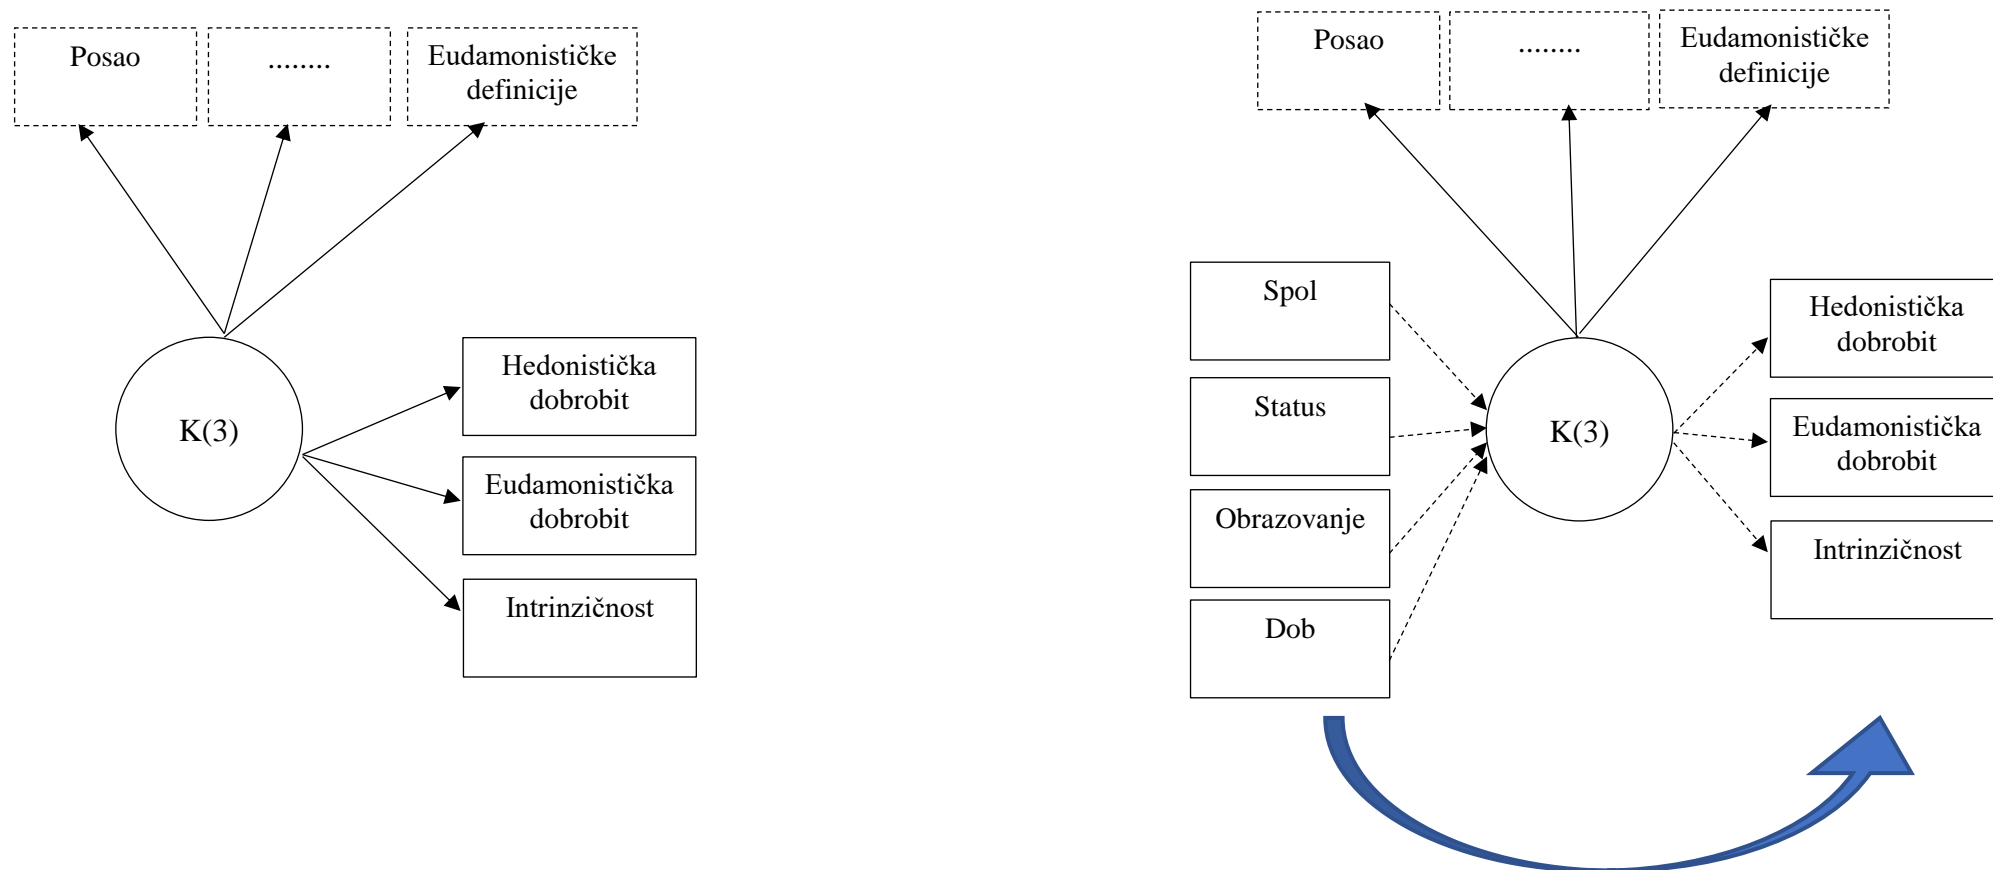 Posao
........
Eudamonističke
definicije
K(3)
Hedonistička
dobrobit
Eudamonistička
dobrobit
Intrinzičnost
Posao
........
Eudamonističke
definicije
Spol
Status
Obrazovanje
Dob
K(3)
Hedonistička
dobrobit
Eudamonistička
dobrobit
Intrinzičnost